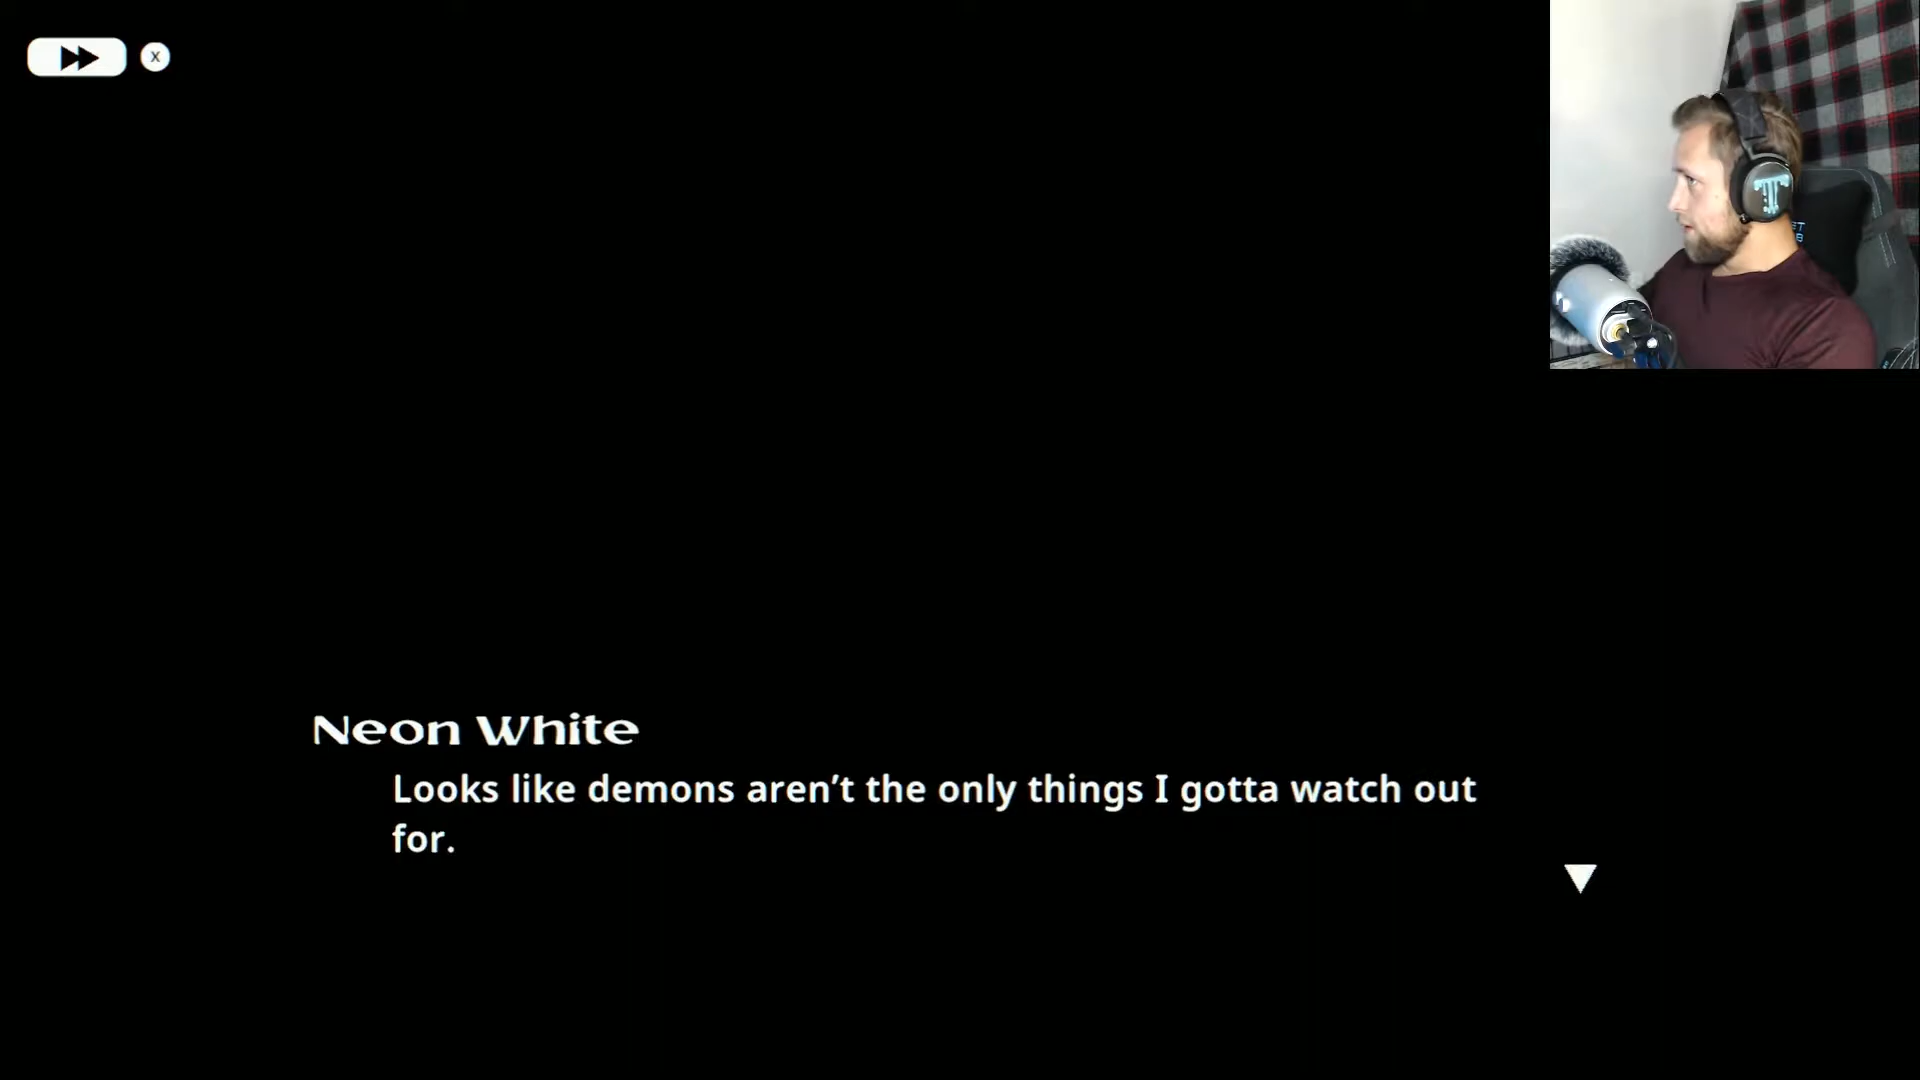 X
Neon White
Looks like demons aren’t the only things I gotta watch out
for.